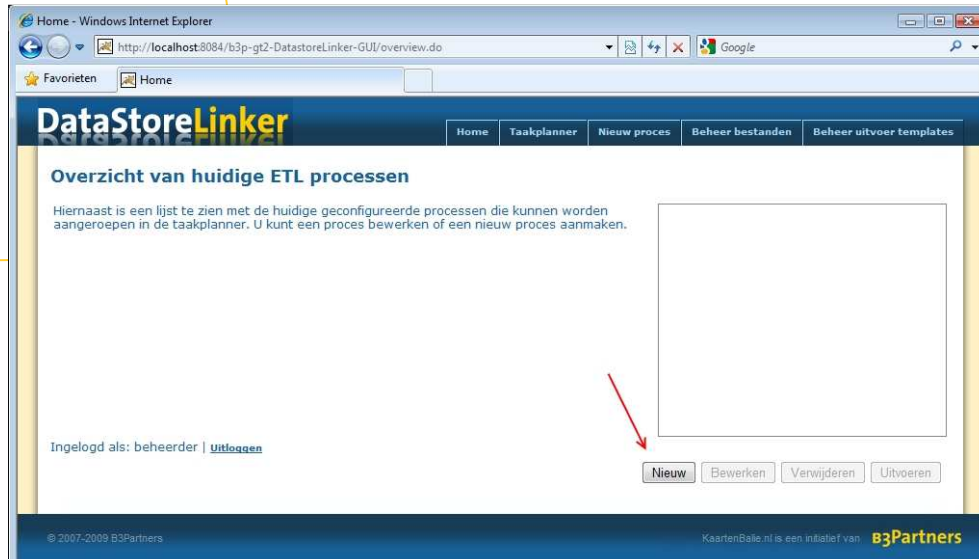 Home - Windows Internet Explorer
http://localhost:8084/b3p-gt2-DatastoreLinker-GUI/overview.do
Google
Favorieten
Home
DataStoreLinker
Home
Taakplanner
Nieuw proces
Beheer bestanden
Beheer uitvoer templates
Overzicht van huidige ETL processen
Hiernaast is een lijst te zien met de huidige geconfigureerde processen die kunnen worden
aangeroepen in de taakplanner. U kunt een proces bewerken of een nieuw proces aanmaken.
Ingelogd als: beheerder | Uitloggen
Nieuw
Bewerken
Verwijderen
Uitvoeren
© 2007-2009 B3Partners
KaartenBalie.nl is een initiatief van B3Partners